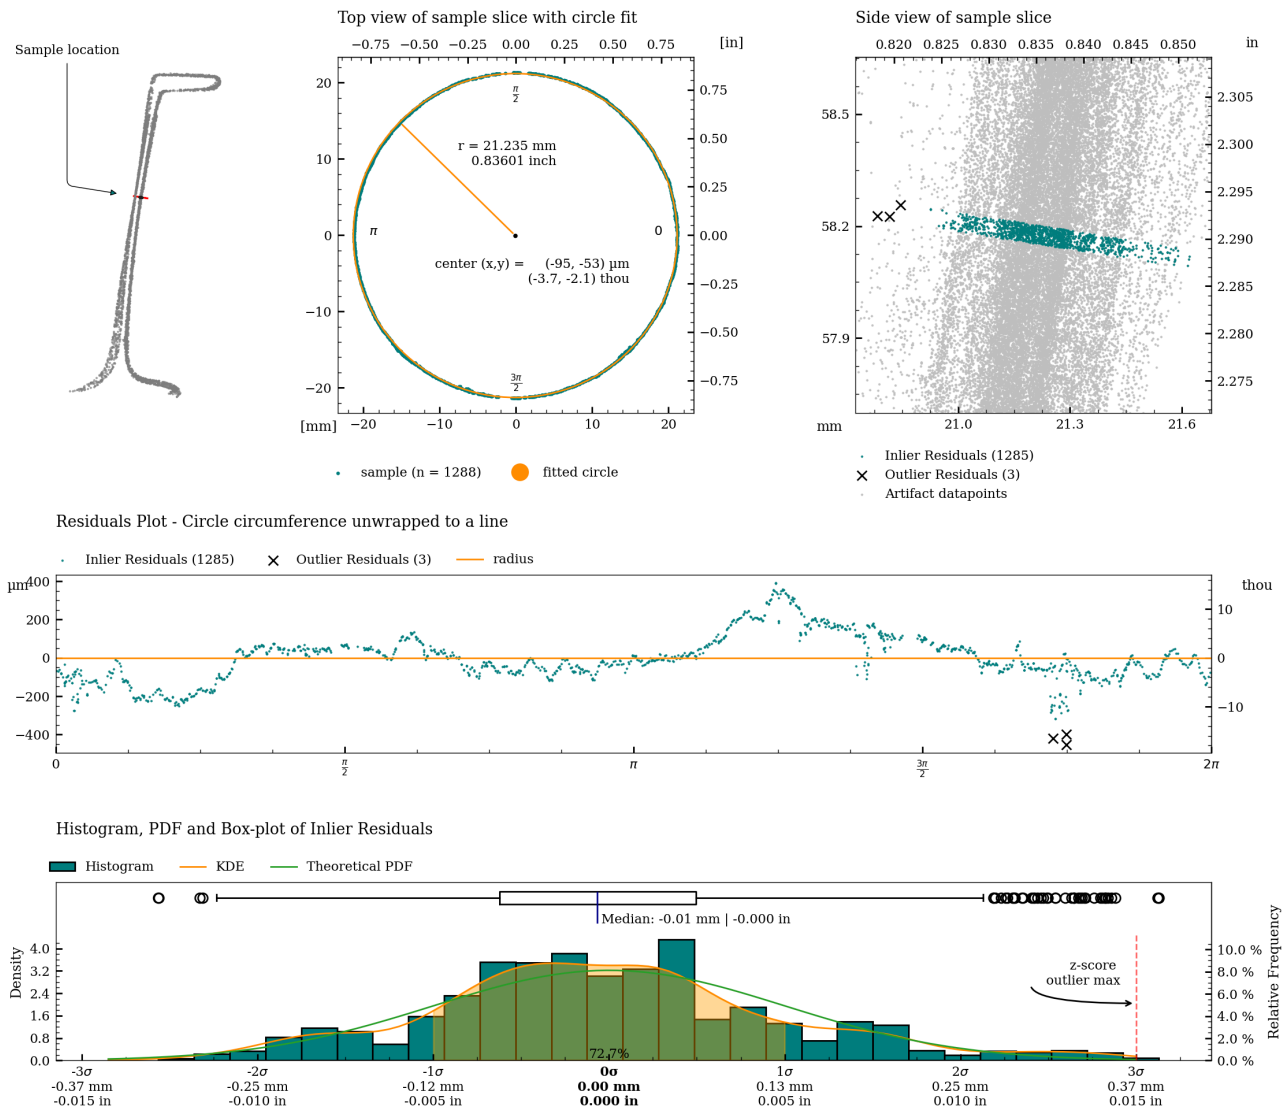 Sample location
Top view of sample slice with circle fit
−0.75 −0.50 −0.25 0.00 0.25 0.50 0.75 [in]
20
10
0
−10
−20
0.75
0.50
0.25
0.00
−0.25
−0.50
−0.75
π/2
r = 21.235 mm
0.83601 inch
π
0
center (x,y) = (-95, -53) µm
(-3.7, -2.1) thou
3π/2
[mm] −20 −10 0 10 20
sample (n = 1288)
fitted circle
Side view of sample slice
0.820 0.825 0.830 0.835 0.840 0.845 0.850 in
58.5
58.2
57.9
2.305
2.300
2.295
2.290
2.285
2.280
2.275
mm 21.0 21.3 21.6
Inlier Residuals (1285)
Outlier Residuals (3)
Artifact datapoints
Residuals Plot - Circle circumference unwrapped to a line
Inlier Residuals (1285)
Outlier Residuals (3)
radius
µm
400
200
0
−200
−400
thou
10
0
−10
0 π/2 π 3π/2 2π
Histogram, PDF and Box-plot of Inlier Residuals
Histogram
KDE
Theoretical PDF
Median: -0.01 mm | -0.000 in
Density
4.0
3.2
2.4
1.6
0.8
0.0
z-score
outlier max
72.7%
10.0 %
8.0 %
6.0 %
4.0 %
2.0 %
0.0 %
Relative Frequency
-3σ -2σ -1σ 0σ 1σ 2σ 3σ
-0.37 mm -0.25 mm -0.12 mm 0.00 mm 0.13 mm 0.25 mm 0.37 mm
-0.015 in -0.010 in -0.005 in 0.000 in 0.005 in 0.010 in 0.015 in